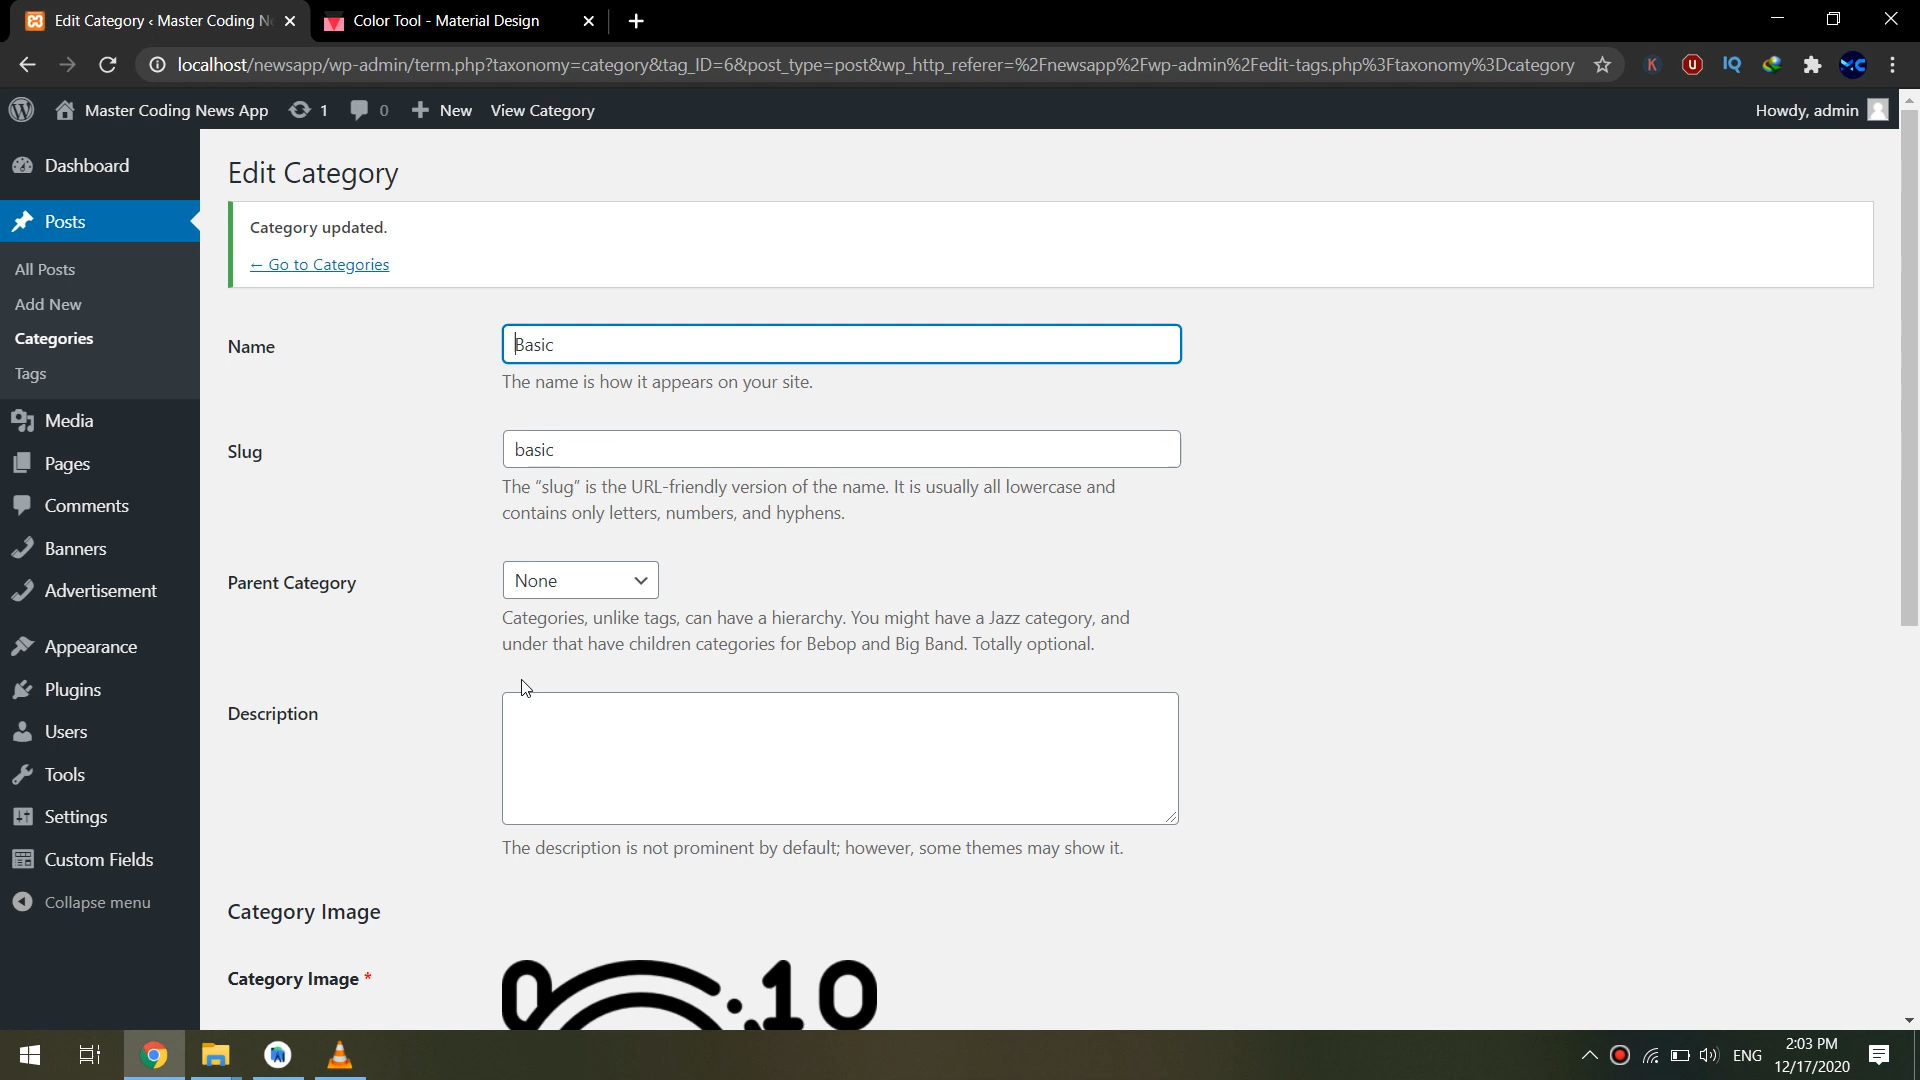 Edit Category ‹ Master Coding N
Color Tool - Material Design
localhost/newsapp/wp-admin/term.php?taxonomy=category&tag_ID=6&post_type=post&wp_http_referer=%2Fnewsapp%2Fwp-admin%2Fedit-tags.php%3Ftaxonomy%3Dcategory
Master Coding News App
1
0
New
View Category
Howdy, admin
Dashboard
Posts
All Posts
Add New
Categories
Tags
Media
Pages
Comments
Banners
Advertisement
Appearance
Plugins
Users
Tools
Settings
Custom Fields
Collapse menu
Edit Category
Category updated.
← Go to Categories
Name
Basic
The name is how it appears on your site.
Slug
basic
The “slug” is the URL-friendly version of the name. It is usually all lowercase and
contains only letters, numbers, and hyphens.
Parent Category
None
Categories, unlike tags, can have a hierarchy. You might have a Jazz category, and
under that have children categories for Bebop and Big Band. Totally optional.
Description
The description is not prominent by default; however, some themes may show it.
Category Image
Category Image *
0 10
ENG
2:03 PM
12/17/2020